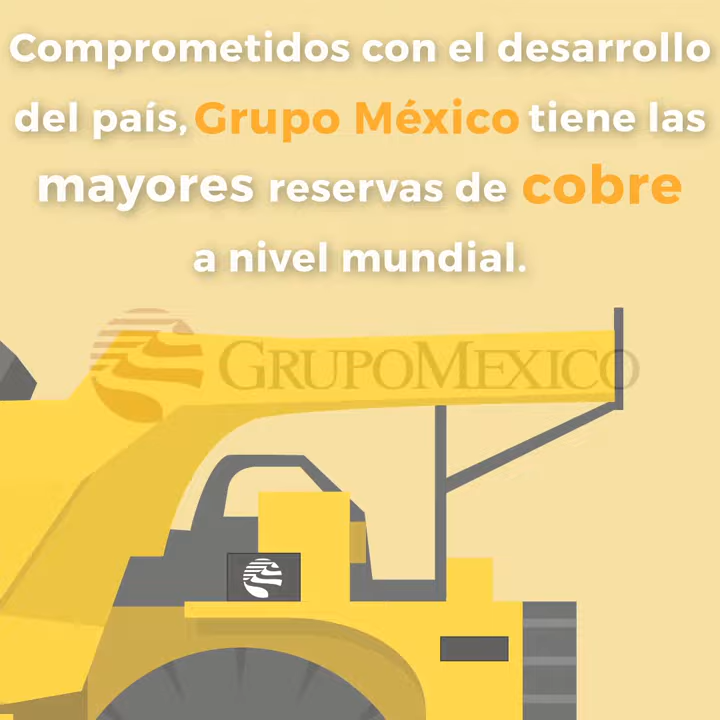 Comprometidos con el desarrollo
del país, Grupo México tiene las
mayores reservas de cobre
a nivel mundial.
GRUPOMEXICO